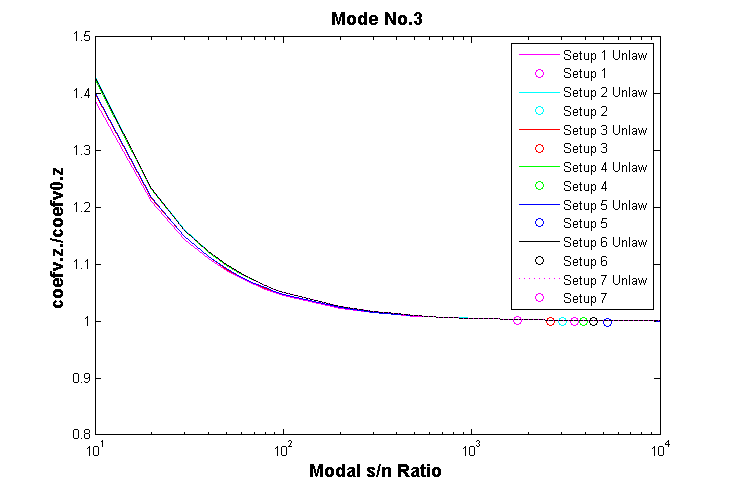 Mode No.3
coefv.z./coefv0.z
1.5
1.4
1.3
1.2
1.1
1
0.9
0.8
Setup 1 Unlaw
Setup 1
Setup 2 Unlaw
Setup 2
Setup 3 Unlaw
Setup 3
Setup 4 Unlaw
Setup 4
Setup 5 Unlaw
Setup 5
Setup 6 Unlaw
Setup 6
Setup 7 Unlaw
Setup 7
10^1 10^2 10^3 10^4
Modal s/n Ratio